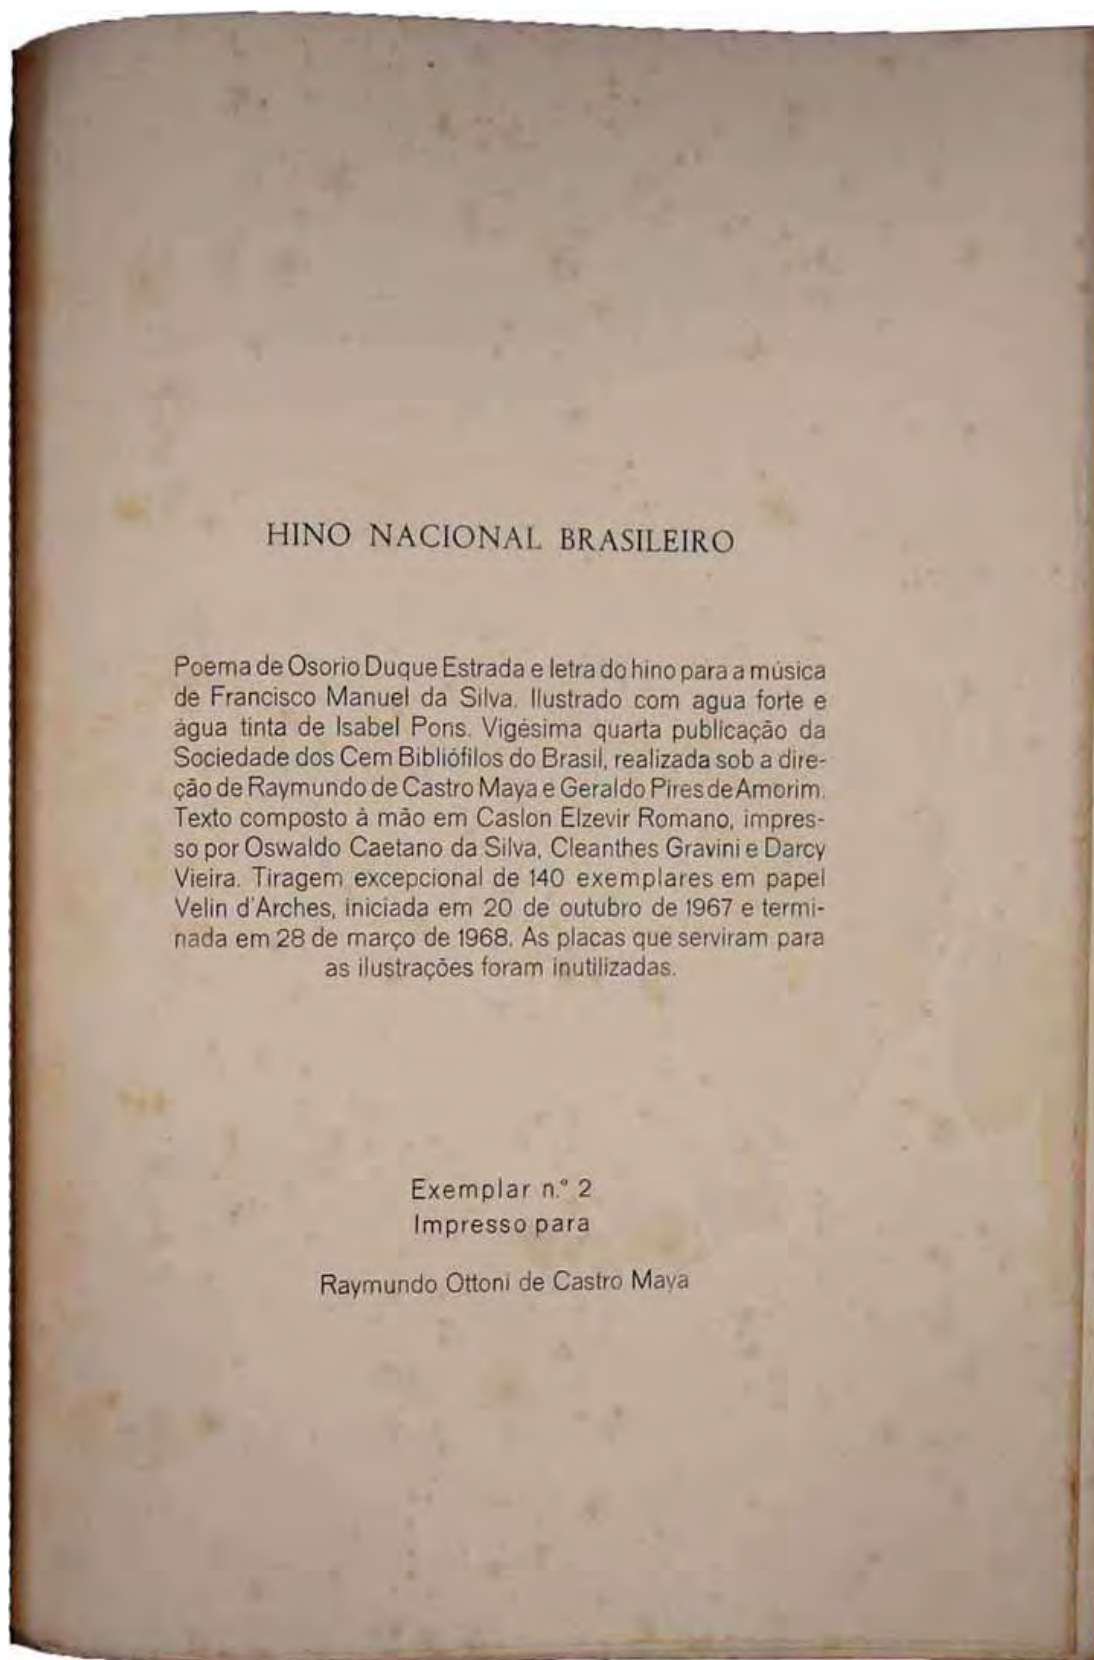 HINO NACIONAL BRASILEIRO
Poema de Osorio Duque Estrada e letra do hino para a música
de Francisco Manuel da Silva. Ilustrado com agua forte e
água tinta de Isabel Pons. Vigésima quarta publicação da
Sociedade dos Cem Bibliófilos do Brasil, realizada sob a dire-
ção de Raymundo de Castro Maya e Geraldo Pires de Amorim.
Texto composto à mão em Caslon Elzevir Romano, impres-
so por Oswaldo Caetano da Silva, Cleanthes Gravini e Darcy
Vieira. Tiragem excepcional de 140 exemplares em papel
Velin d'Arches, iniciada em 20 de outubro de 1967 e termi-
nada em 28 de março de 1968. As placas que serviram para
as ilustrações foram inutilizadas.
Exemplar n.º 2
Impresso para
Raymundo Ottoni de Castro Maya